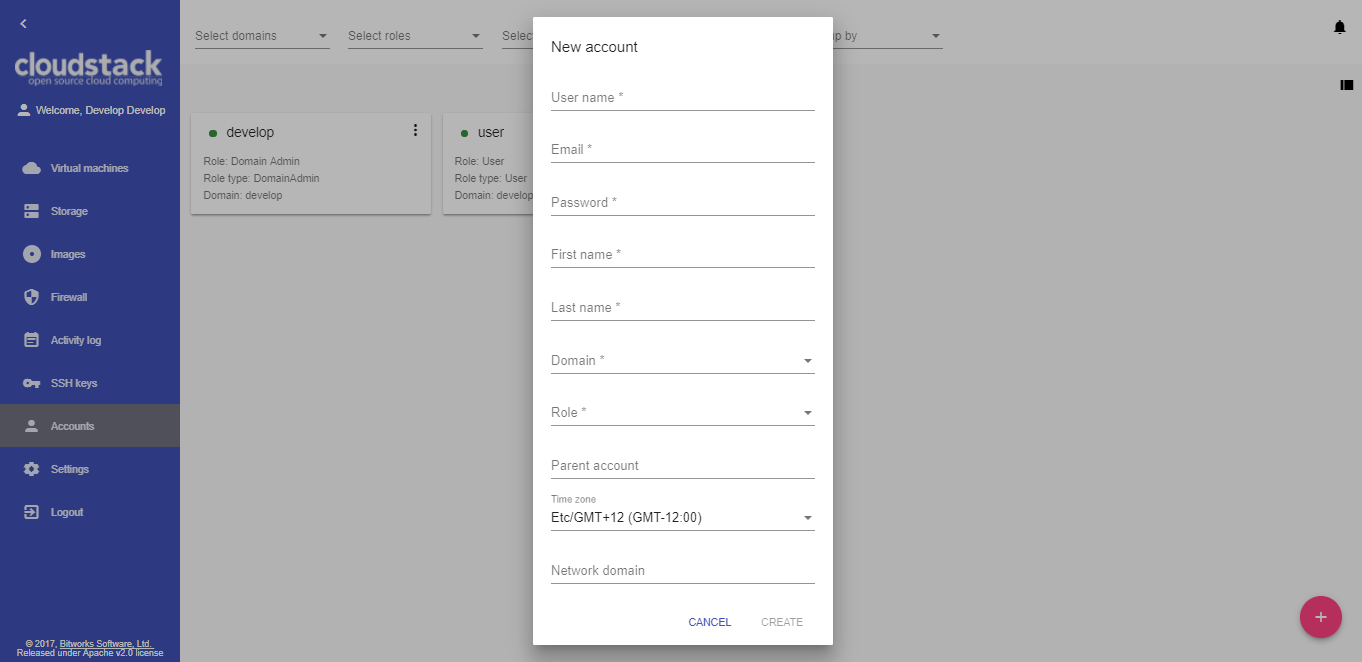 cloudstack
open source cloud computing
Welcome, Develop Develop
Virtual machines
Storage
Images
Firewall
Activity log
SSH keys
Accounts
Settings
Logout
© 2017, Bitworks Software, Ltd.
Released under Apache v2.0 license
Select domains
Select roles
by
develop
Role: Domain Admin
Role type: DomainAdmin
Domain: develop
user
Role: User
Role type: User
Domain: develop
New account
User name *
Email *
Password *
First name *
Last name *
Domain *
Role *
Parent account
Time zone
Etc/GMT+12 (GMT-12:00)
Network domain
CANCEL
CREATE